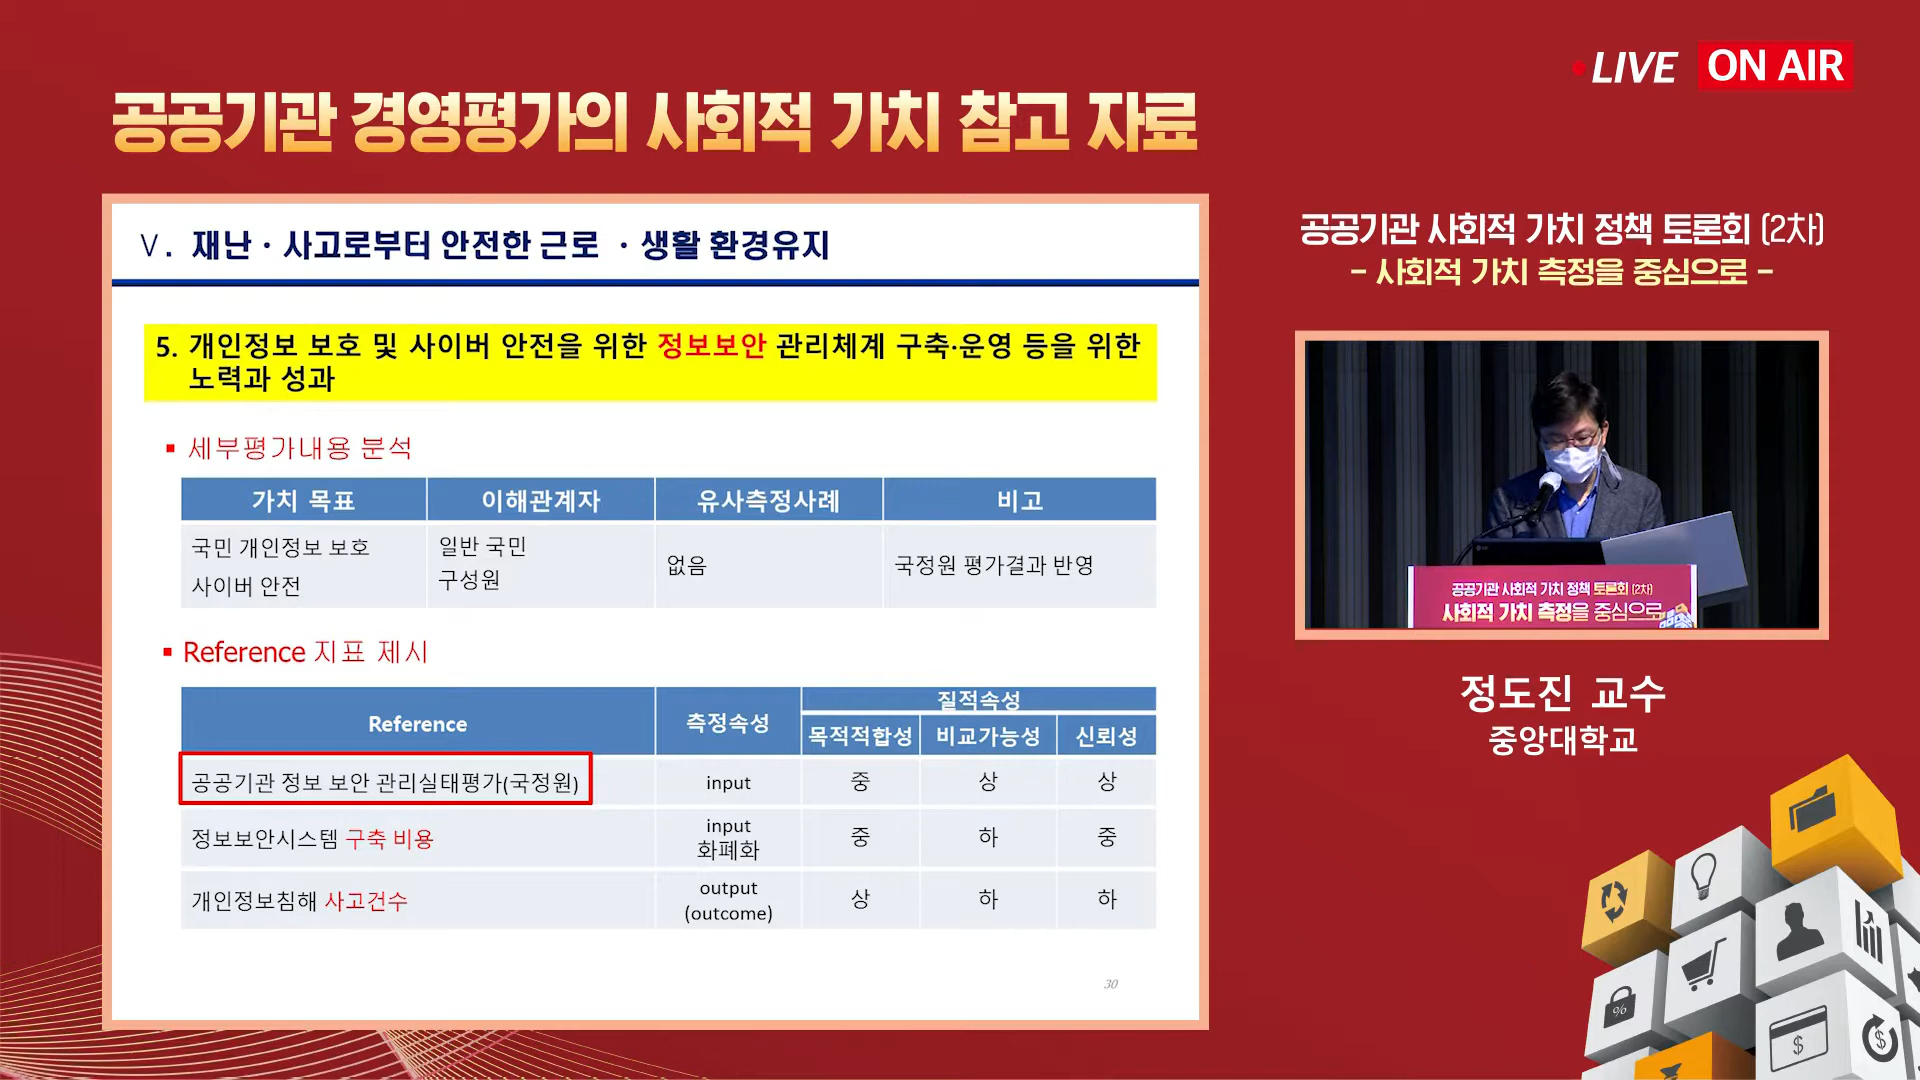 LIVE ON AIR
공공기관 경영평가의 사회적 가치 참고 자료
Ⅴ. 재난 · 사고로부터 안전한 근로 · 생활 환경유지
5. 개인정보 보호 및 사이버 안전을 위한 정보보안 관리체계 구축·운영 등을 위한
노력과 성과
▪ 세부평가내용 분석
가치 목표 이해관계자 유사측정사례 비고
국민 개인정보 보호
사이버 안전
일반 국민
구성원
없음
국정원 평가결과 반영
▪ Reference 지표 제시
Reference 측정속성 질적속성
목적적합성 비교가능성 신뢰성
공공기관 정보 보안 관리실태평가(국정원) input 중 상 상
정보보안시스템 구축 비용 input
화폐화 중 하 중
개인정보침해 사고건수 output
(outcome) 상 하 하
30
공공기관 사회적 가치 정책 토론회 (2차)
- 사회적 가치 측정을 중심으로 -
공공기관 사회적 가치 정책 토론회 (2차)
사회적 가치 측정을 중심으로
정도진 교수
중앙대학교
%
$
$